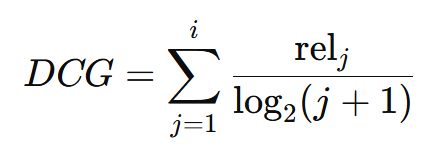 DCG = \sum_{j=1}^{i} \frac{\text{rel}_j}{\log_2(j+1)}